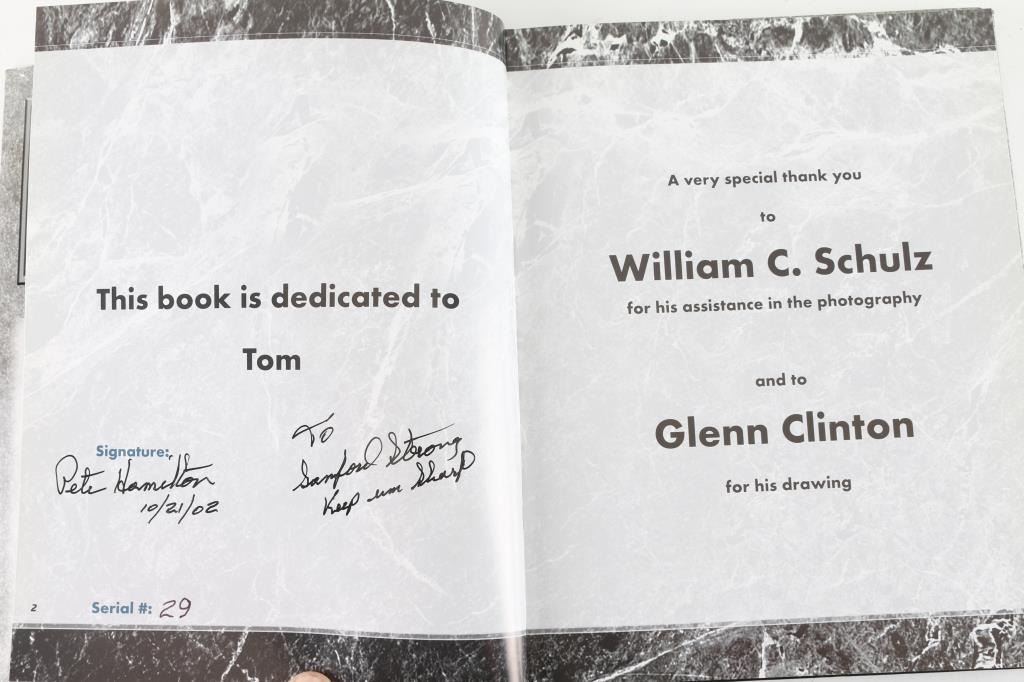 This book is dedicated to
Tom
Signature:
Pete Hamilton
10/21/02
To
Sanford Strong
Keep um Sharp
Serial #: 29
2
A very special thank you
to
William C. Schulz
for his assistance in the photography
and to
Glenn Clinton
for his drawing